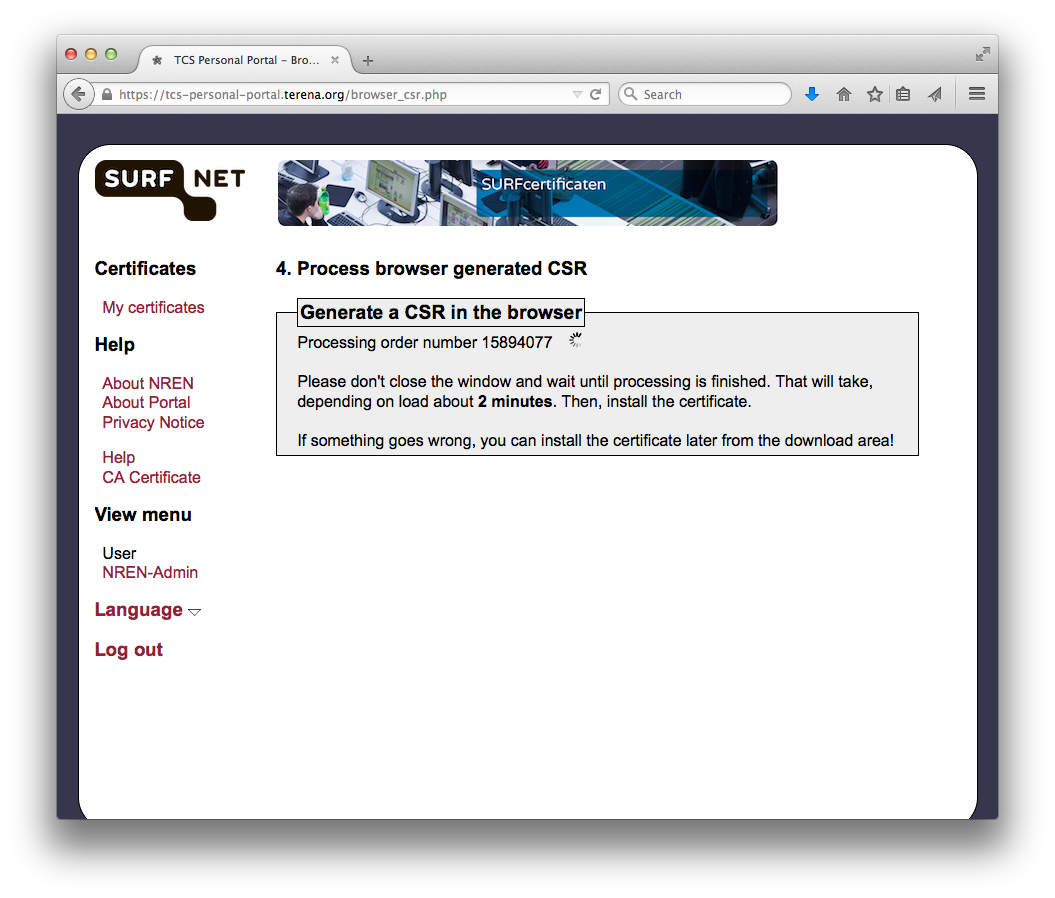 TCS Personal Portal – Bro...
https://tcs-personal-portal.terena.org/browser_csr.php
Search
SURF NET
SURFcertificaten
Certificates
My certificates
Help
About NREN
About Portal
Privacy Notice
Help
CA Certificate
View menu
User
NREN-Admin
Language
Log out
4. Process browser generated CSR
Generate a CSR in the browser
Processing order number 15894077
Please don't close the window and wait until processing is finished. That will take,
depending on load about 2 minutes. Then, install the certificate.
If something goes wrong, you can install the certificate later from the download area!